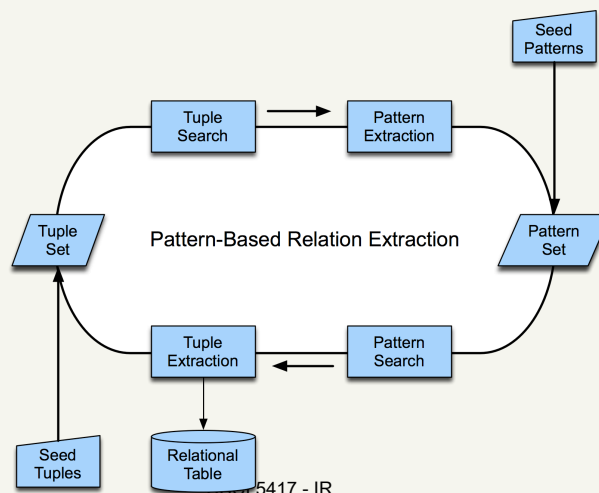 Seed
Patterns
Tuple
Search
Pattern
Extraction
Tuple
Set
Pattern-Based Relation Extraction
Pattern
Set
Tuple
Extraction
Pattern
Search
Seed
Tuples
Relational
Table
5417 - IR